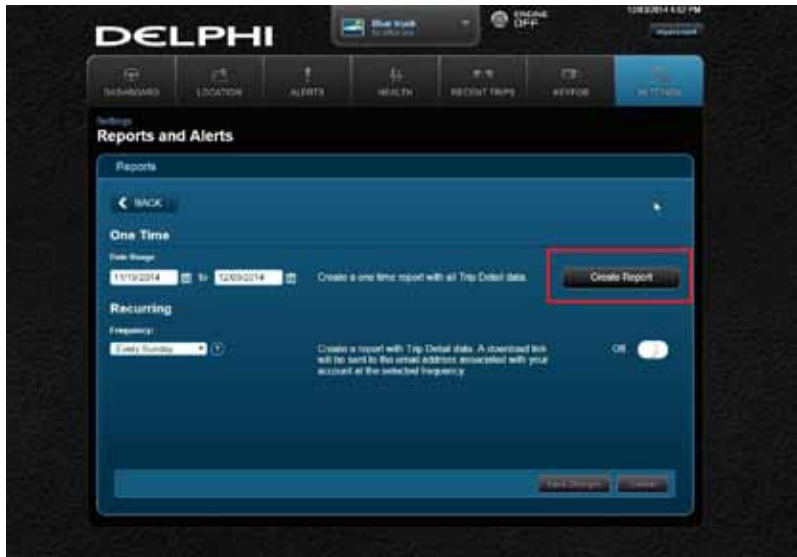 DELPHI
Blue truck
ENGINE
OFF
DASHBOARD
LOCATION
ALERTS
HEALTH
RECENT TRIPS
KEYFOB
SETTINGS
Settings
Reports and Alerts
Reports
BACK
One Time
Date Range
11/19/2014 to 12/03/2014
Create a one time report with all Trip Detail data.
Create Report
Recurring
Frequency:
Every Sunday
?
Create a report with Trip Detail data. A download link
will be sent to the email address associated with your
account at the selected frequency
Off
Save Changes
Cancel